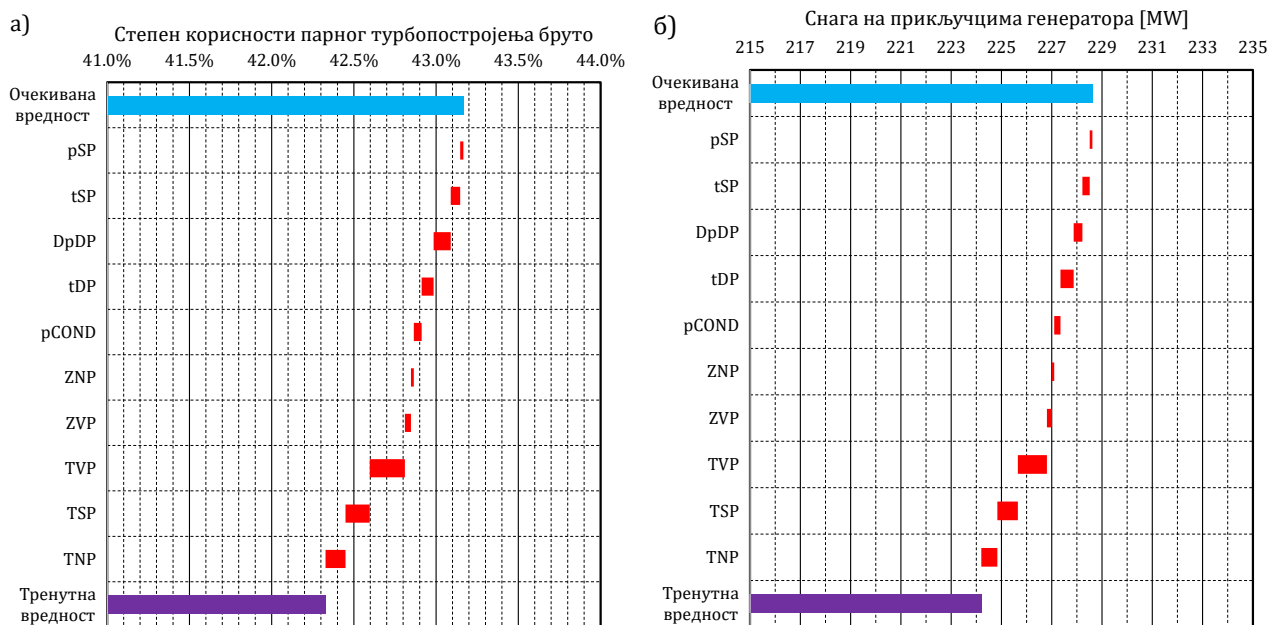 а)
Степен корисности парног турбопостројења бруто
41.0% 41.5% 42.0% 42.5% 43.0% 43.5% 44.0%
Очекивана
вредност
pSP
tSP
DpDP
tDP
pCOND
ZNP
ZVP
TVP
TSP
TNP
Тренутна
вредност
б)
Снага на прикључцима генератора [MW]
215 217 219 221 223 225 227 229 231 233 235
Очекивана
вредност
pSP
tSP
DpDP
tDP
pCOND
ZNP
ZVP
TVP
TSP
TNP
Тренутна
вредност